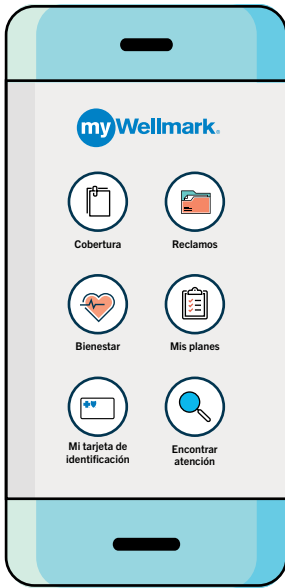 myWellmark®
Cobertura
Reclamos
Bienestar
Mis planes
Mi tarjeta de
identificación
Encontrar
atención